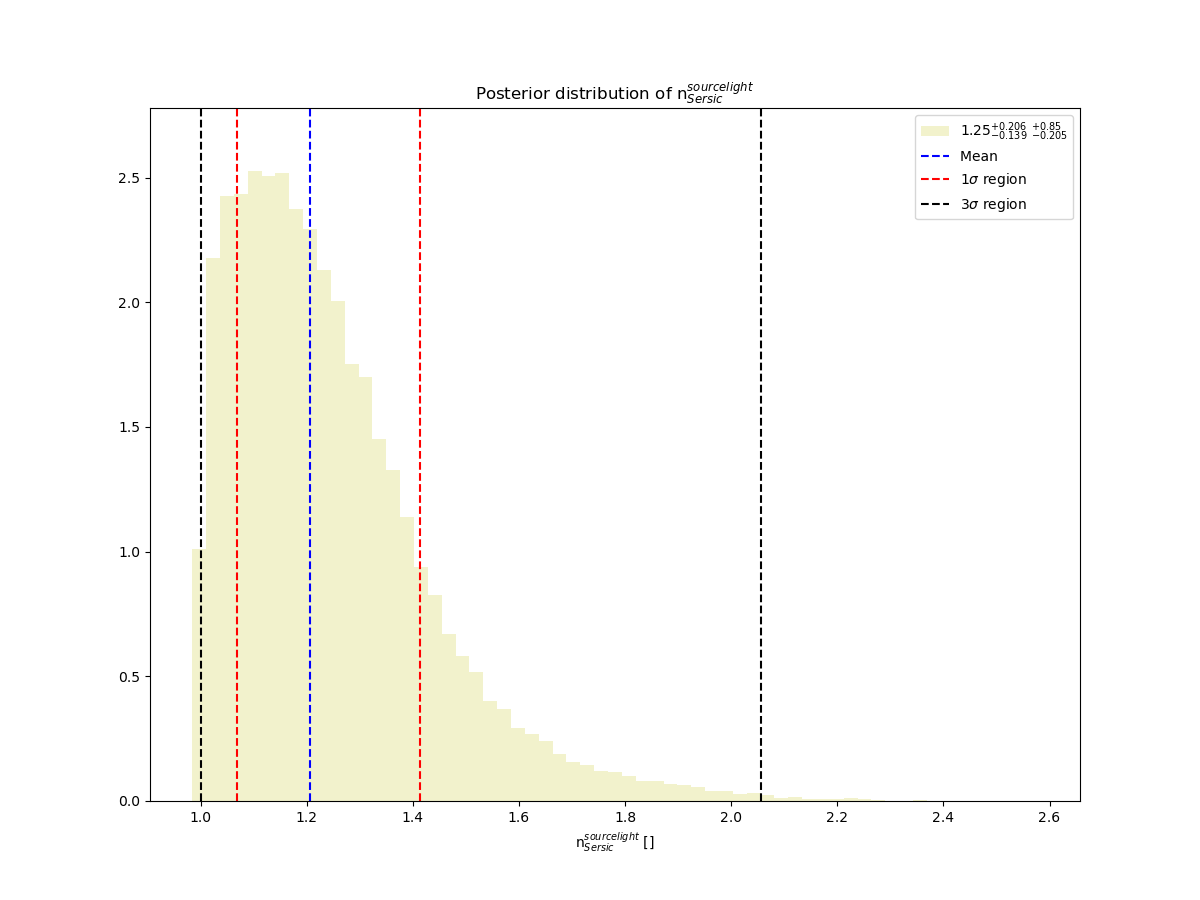 Posterior distribution of n^{sourcelight}_{Sersic}
1.25^{+0.206}_{-0.139} ^{+0.85}_{-0.205}
Mean
1σ region
3σ region
2.5
2.0
1.5
1.0
0.5
0.0
1.0 1.2 1.4 1.6 1.8 2.0 2.2 2.4 2.6
n^{sourcelight}_{Sersic} []